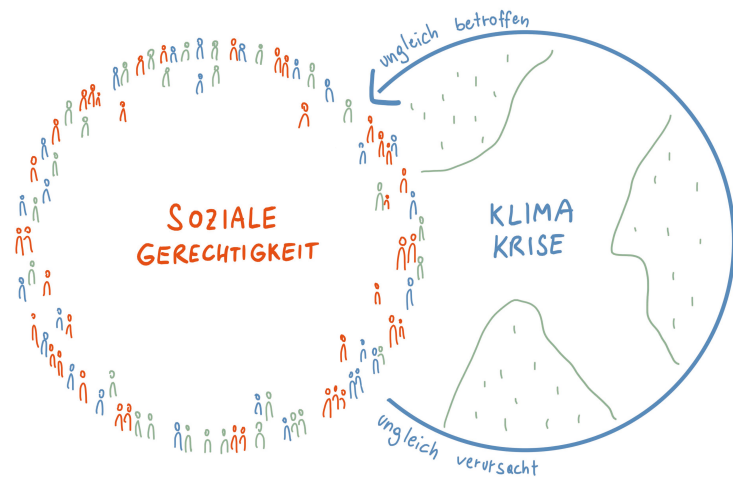 ungleich betroffen
SOZIALE
GERECHTIGKEIT
KLIMA
KRISE
ungleich verursacht